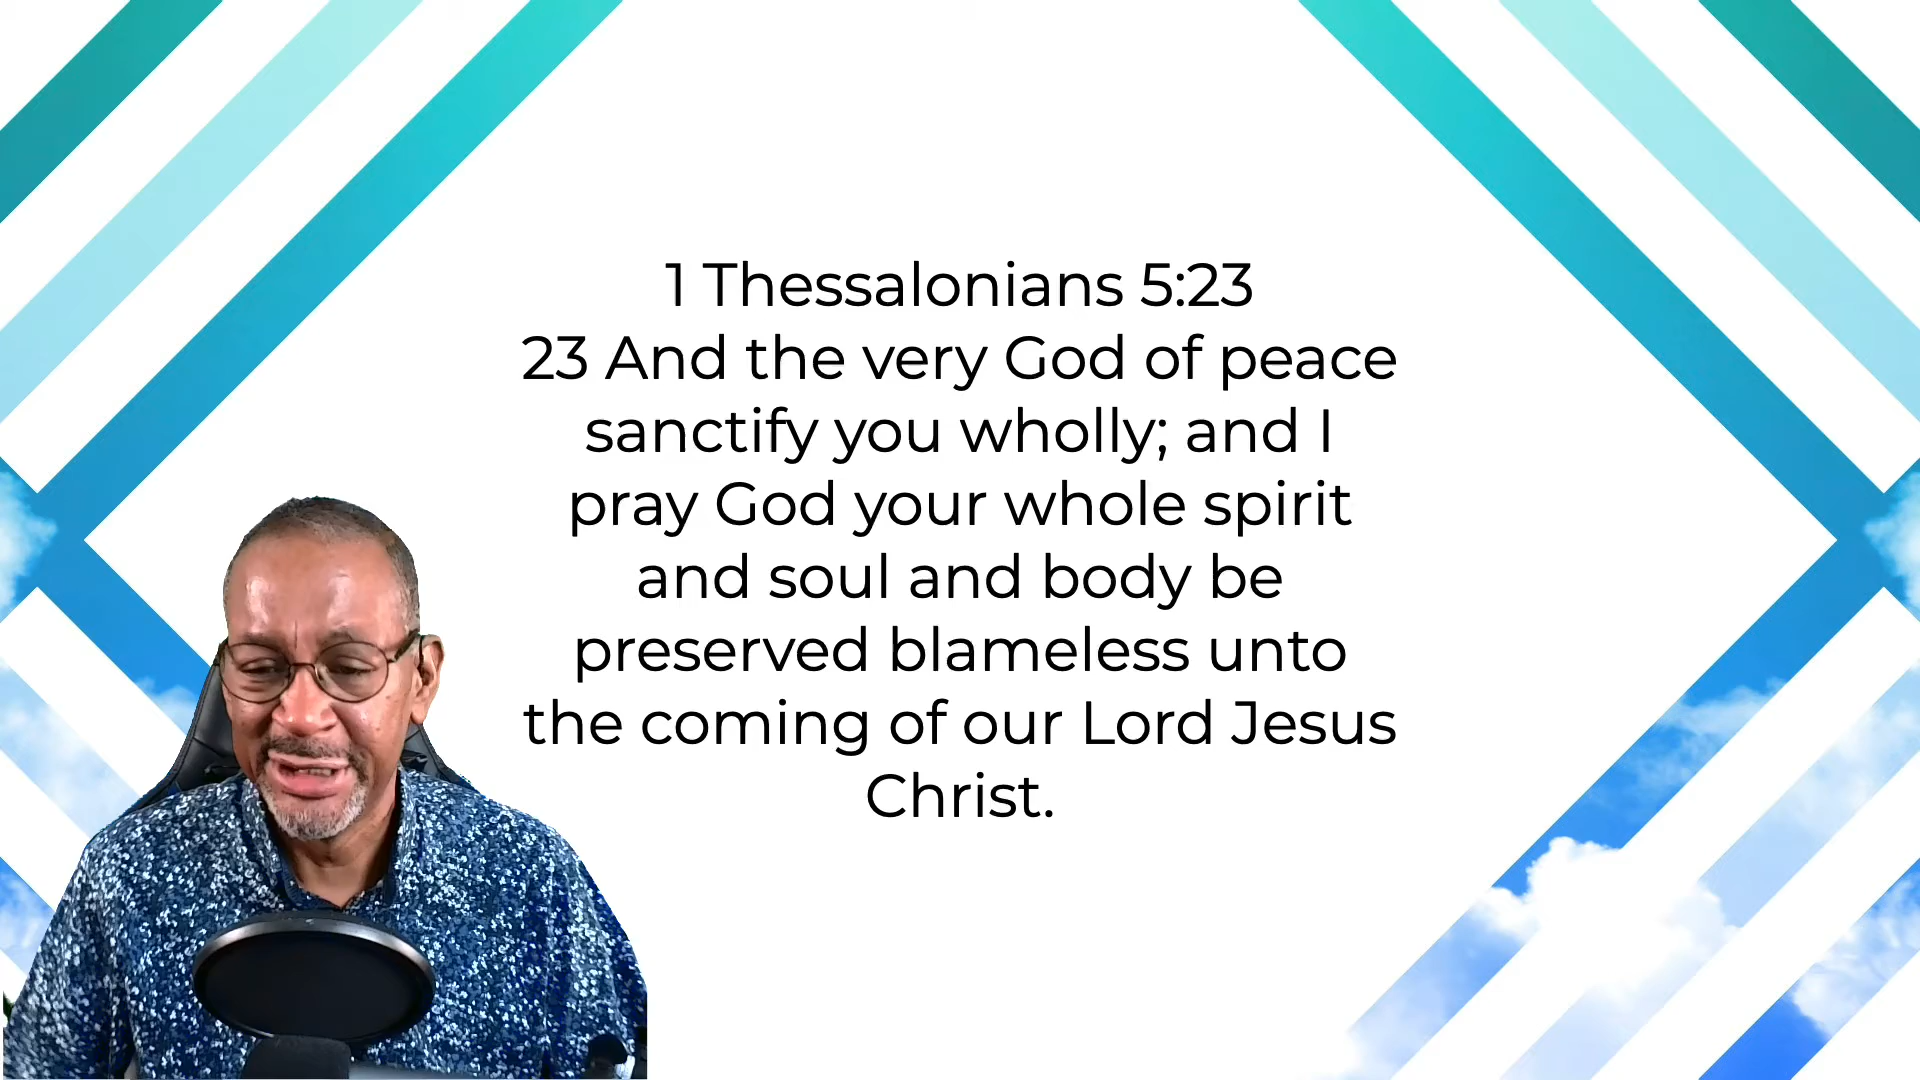 1 Thessalonians 5:23
23 And the very God of peace
sanctify you wholly; and I
pray God your whole spirit
and soul and body be
preserved blameless unto
the coming of our Lord Jesus
Christ.